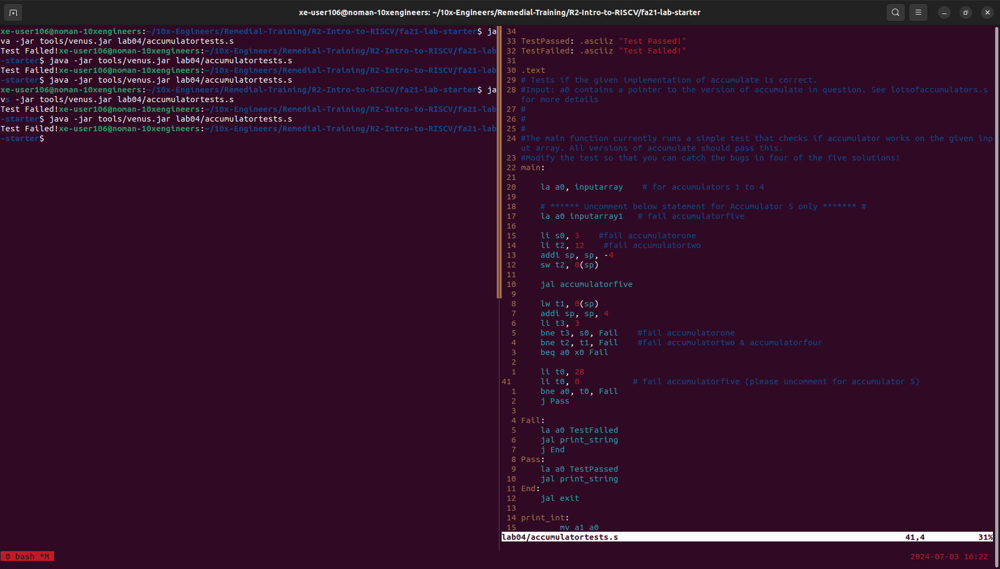 xe-user106@noman-10xengineers: ~/10x-Engineers/Remedial-Training/R2-Intro-to-RISCV/fa21-lab-starter
xe-user106@noman-10xengineers:~/10x-Engineers/Remedial-Training/R2-Intro-to-RISCV/fa21-lab-starter$ ja
va -jar tools/venus.jar lab04/accumulatortests.s
Test Failed!xe-user106@noman-10xengineers:~/10x-Engineers/Remedial-Training/R2-Intro-to-RISCV/fa21-lab
-starter$ java -jar tools/venus.jar lab04/accumulatortests.s
Test Failed!xe-user106@noman-10xengineers:~/10x-Engineers/Remedial-Training/R2-Intro-to-RISCV/fa21-lab
-starter$ java -jar tools/venus.jar lab04/accumulatortests.s
xe-user106@noman-10xengineers:~/10x-Engineers/Remedial-Training/R2-Intro-to-RISCV/fa21-lab-starter$ ja
vs -jar tools/venus.jar lab04/accumulatortests.s
Test Failed!xe-user106@noman-10xengineers:~/10x-Engineers/Remedial-Training/R2-Intro-to-RISCV/fa21-lab
-starter$ java -jar tools/venus.jar lab04/accumulatortests.s
Test Failed!xe-user106@noman-10xengineers:~/10x-Engineers/Remedial-Training/R2-Intro-to-RISCV/fa21-lab
-starter$
34
33 TestPassed: .asciiz "Test Passed!"
32 TestFailed: .asciiz "Test Failed!"
31
30 .text
29 # Tests if the given implementation of accumulate is correct.
28 #Input: a0 contains a pointer to the version of accumulate in question. See lotsofaccumulators.s
for more details
27 #
26 #
25 #
24 #The main function currently runs a simple test that checks if accumulator works on the given inp
ut array. All versions of accumulate should pass this.
23 #Modify the test so that you can catch the bugs in four of the five solutions!
22 main:
21
20     la a0, inputarray    # for accumulators 1 to 4
19
18     # ****** Uncomment below statement for Accumulator 5 only ******* #
17     la a0 inputarray1   # fail accumulatorfive
16
15     li s0, 3    #fail accumulatorone
14     li t2, 12    #fail accumulatortwo
13     addi sp, sp, -4
12     sw t2, 0(sp)
11
10     jal accumulatorfive
9
8     lw t1, 0(sp)
7     addi sp, sp, 4
6     li t3, 3
5     bne t3, s0, Fail    #fail accumulatorone
4     bne t2, t1, Fail    #fail accumulatortwo & accumulatorfour
3     beq a0 x0 Fail
2
1     li t0, 28
41     li t0, 0           # fail accumulatorfive (please uncomment for accumulator 5)
1     bne a0, t0, Fail
2     j Pass
3
4 Fail:
5     la a0 TestFailed
6     jal print_string
7     j End
8 Pass:
9     la a0 TestPassed
10     jal print_string
11 End:
12     jal exit
13
14 print_int:
15         mv a1 a0
lab04/accumulatortests.s 41,4 31%
0 bash *M 2024-07-03 16:22